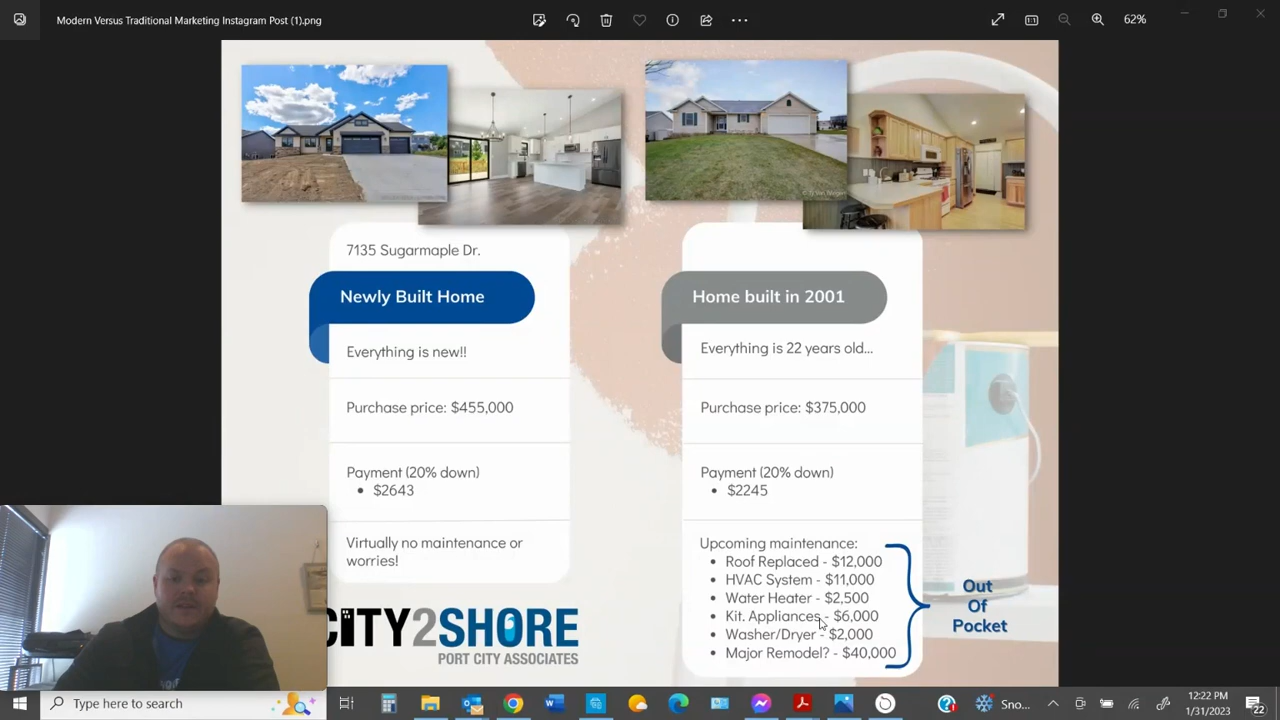 Modern Versus Traditional Marketing Instagram Post (1).png
62%
7135 Sugarmaple Dr.
Newly Built Home
Everything is new!!
Purchase price: $455,000
Payment (20% down)
• $2643
Virtually no maintenance or
worries!
CITY2SHORE
PORT CITY ASSOCIATES
Home built in 2001
Everything is 22 years old...
Purchase price: $375,000
Payment (20% down)
• $2245
Upcoming maintenance:
• Roof Replaced - $12,000
• HVAC System - $11,000
• Water Heater - $2,500
• Kit. Appliances - $6,000
• Washer/Dryer - $2,000
• Major Remodel? - $40,000
Out
Of
Pocket
Type here to search
Sno...
12:22 PM
1/31/2023
22